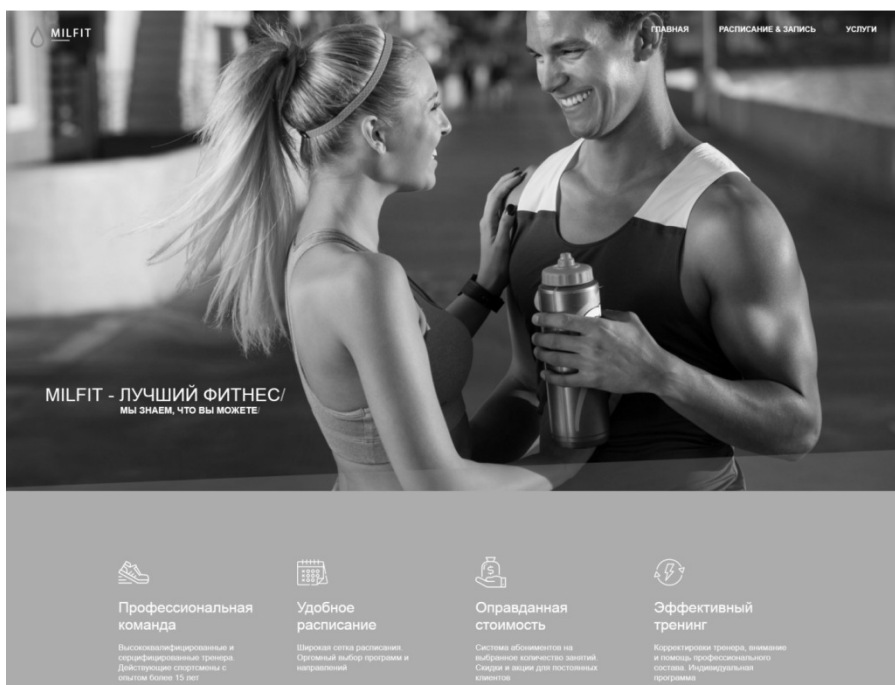 MILFIT
ГЛАВНАЯ
РАСПИСАНИЕ & ЗАПИСЬ
УСЛУГИ
MILFIT - ЛУЧШИЙ ФИТНЕС/
МЫ ЗНАЕМ, ЧТО ВЫ МОЖЕТЕ/
Профессиональная
команда
Высококвалифицированные и
серцифицированные тренера.
Действующие спортсмены с
опытом более 15 лет
Удобное
расписание
Широкая сетка расписания.
Огромный выбор программ и
направлений
Оправданная
стоимость
Система абониментов на
выбранное количество занятий.
Скидки и акции для постоянных
клиентов
Эффективный
тренинг
Корректировки тренера, внимание
и помощь профессионального
состава. Индивидуальная
программа